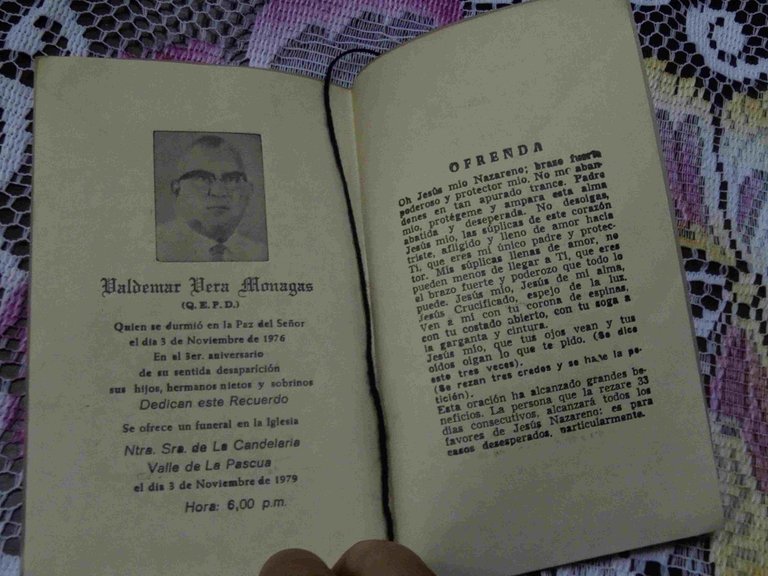 Valdemar Vera Monagas
(Q. E. P. D.)
Quien se durmió en la Paz del Señor
el día 3 de Noviembre de 1976
En el 3er. aniversario
de su sentida desaparición
sus hijos, hermanos nietos y sobrinos
Dedican este Recuerdo
Se ofrece un funeral en la Iglesia
Ntra. Sra. de La Candelaria
Valle de La Pascua
el día 3 de Noviembre de 1979
Hora: 6,00 p.m.
OFRENDA
Oh Jesús mío Nazareno; brazo fuerte
poderoso y protector mío. No me aban-
dones en tan apurado trance. Padre
mío, protégeme y ampara esta alma
abatida y deseperada. No desoigas,
Jesús mío, las súplicas de este corazón
triste, afligido y lleno de amor hacia
Ti, que eres mi único padre y protec-
tor. Mis súplicas llenas de amor, no
pueden menos de llegar a Ti, que eres
el brazo fuerte y poderoso que todo lo
puede. Jesús mío, Jesús de mi alma,
Jesús Crucificado, espejo de la luz.
Ven a mí con tu corona de espinas,
con tu costado abierto, con tu soga a
la garganta y cintura.
Jesús mío, que tus ojos vean y tus
oídos oigan lo que te pido. (Se dice
este tres veces).
(Se rezan tres credos y se hace la pe-
tición).
Esta oración ha alcanzado grandes be-
neficios. La persona que la rezare 33
días consecutivos, alcanzará todos los
favores de Jesús Nazareno; es para
casos desesperados, particularmente.